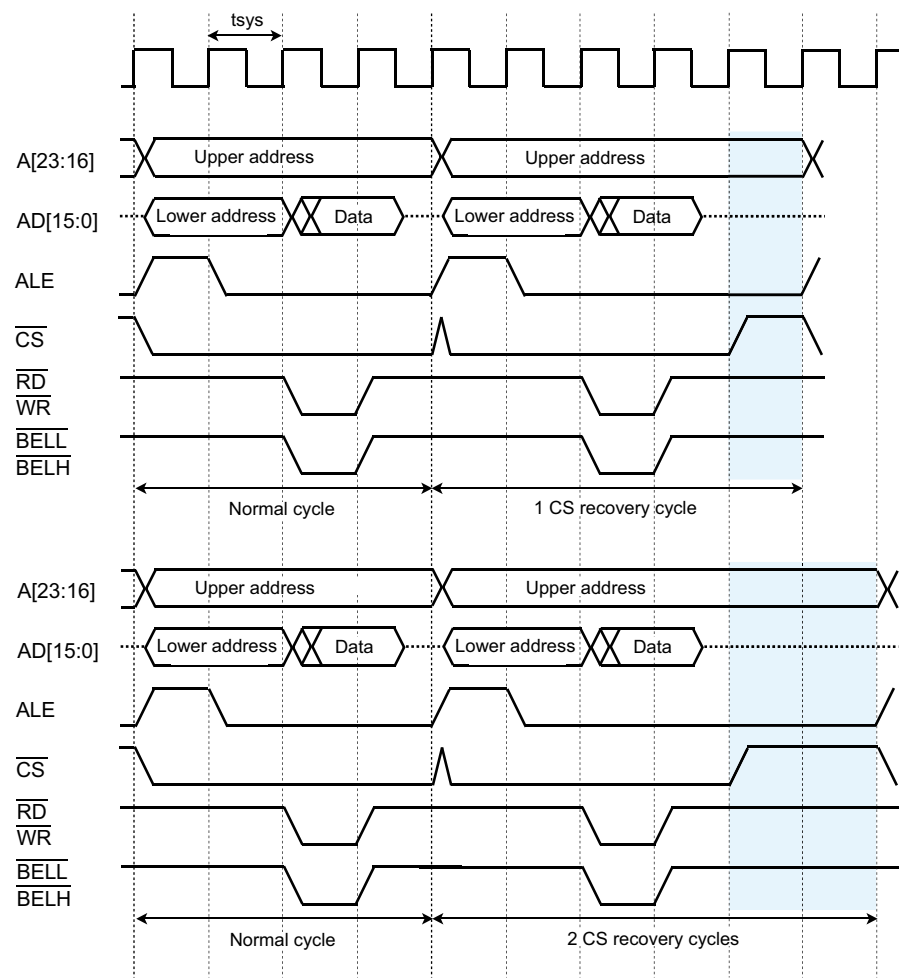 tsys
A[23:16]
Upper address
Upper address
AD[15:0]
Lower address
Data
Lower address
Data
ALE
CS
RD
WR
BELL
BELH
Normal cycle
1 CS recovery cycle
A[23:16]
Upper address
Upper address
AD[15:0]
Lower address
Data
Lower address
Data
ALE
CS
RD
WR
BELL
BELH
Normal cycle
2 CS recovery cycles